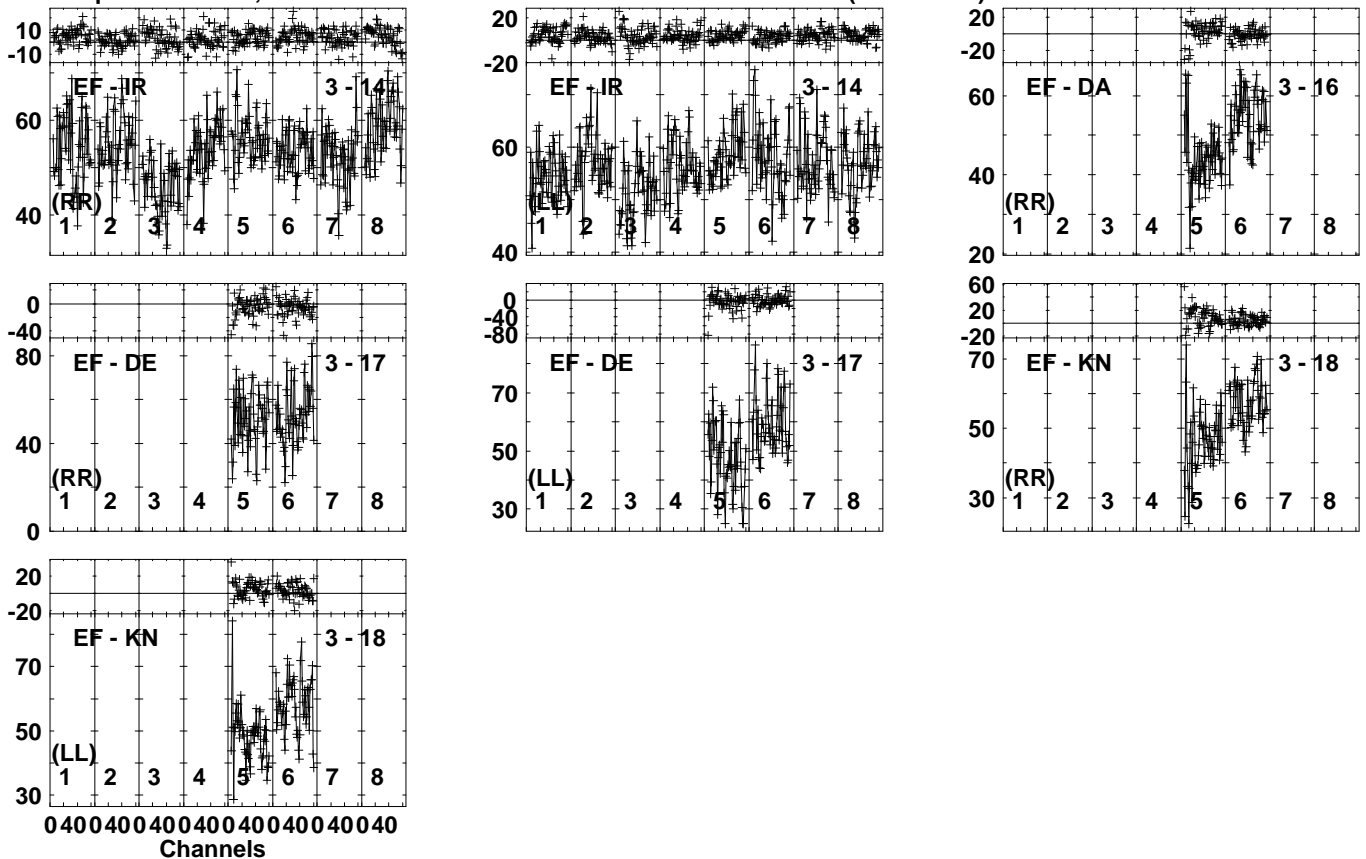 10
-10
EF - IR 3 - 14
60
40
(RR)
1 2 3 4 5 6 7 8
20
-20
EF - IR 3 - 14
60
40
(LL)
1 2 3 4 5 6 7 8
20
-20
EF - DA 3 - 16
60
40
20
(RR)
1 2 3 4 5 6 7 8
0
-40
EF - DE 3 - 17
80
40
0
(RR)
1 2 3 4 5 6 7 8
0
-40
-80
EF - DE 3 - 17
70
50
30
(LL)
1 2 3 4 5 6 7 8
60
20
-20
EF - KN 3 - 18
70
50
30
(RR)
1 2 3 4 5 6 7 8
20
-20
EF - KN 3 - 18
70
50
30
(LL)
1 2 3 4 5 6 7 8
0 40 0 40 0 40 0 40 0 40 0 40 0 40 0 40
Channels